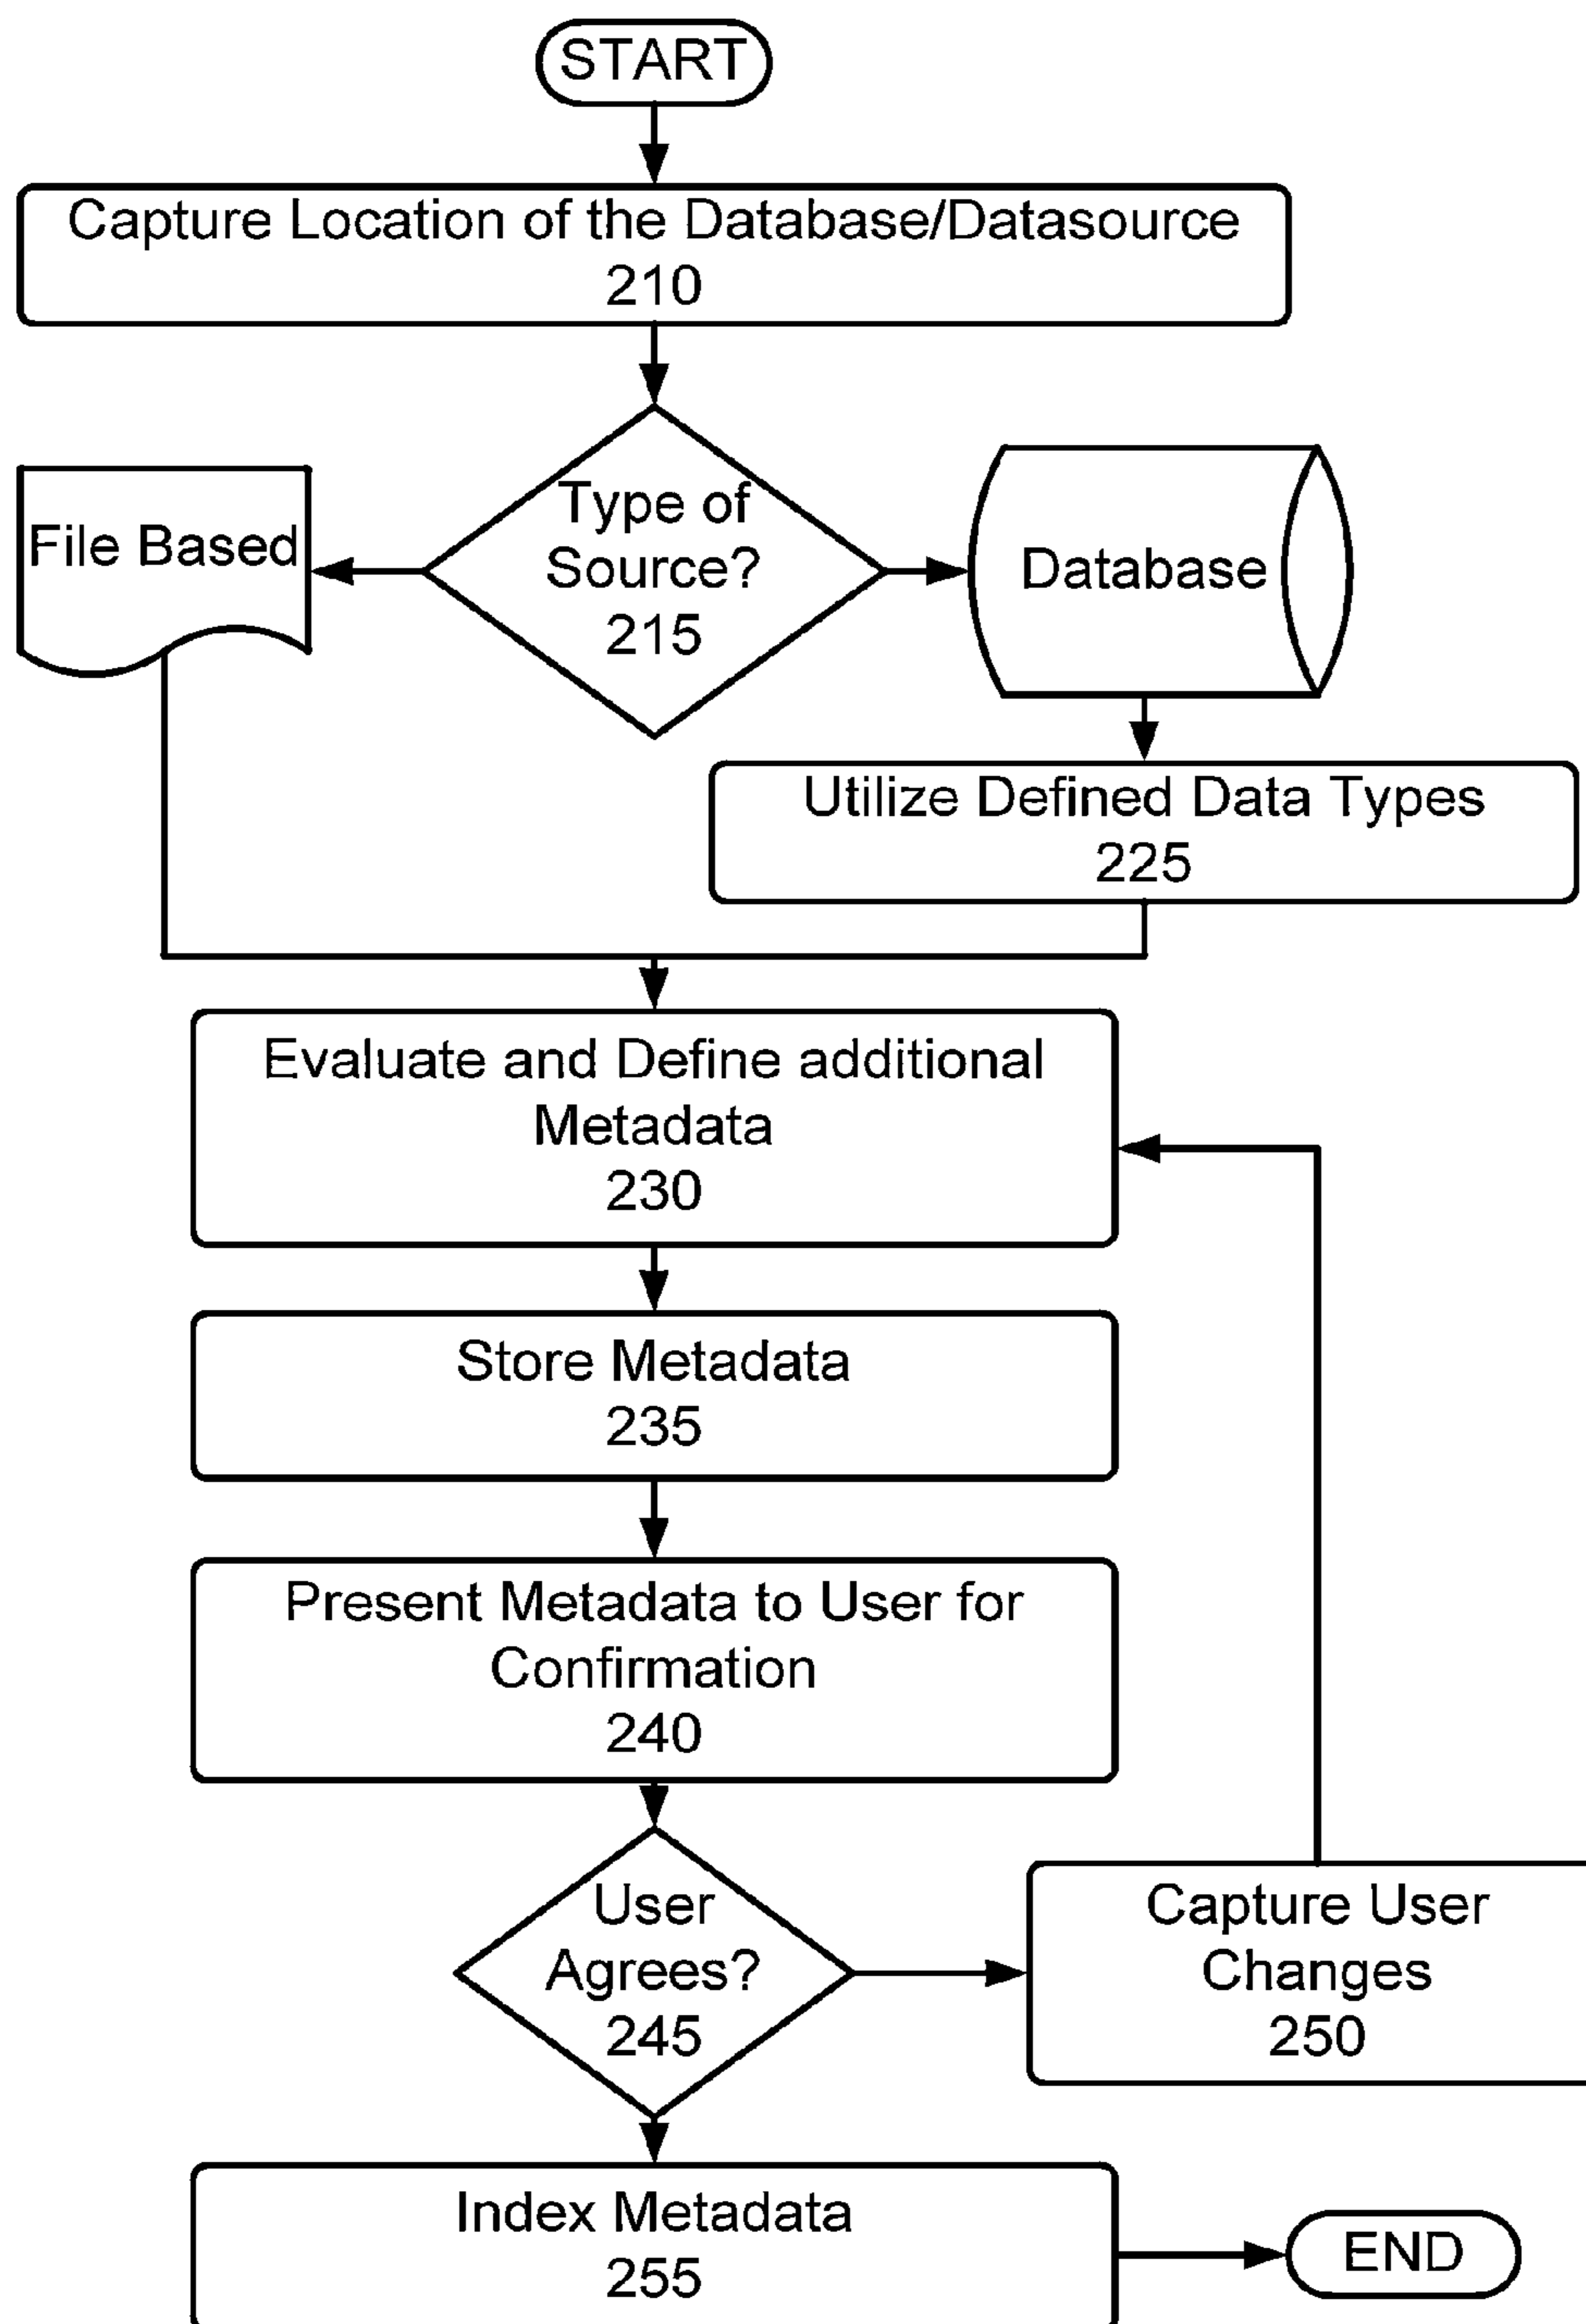 START
Capture Location of the Database/Datasource
210
File Based
Type of
Source?
215
Database
Utilize Defined Data Types
225
Evaluate and Define additional
Metadata
230
Store Metadata
235
Present Metadata to User for
Confirmation
240
User
Agrees?
245
Capture User
Changes
250
Index Metadata
255
END